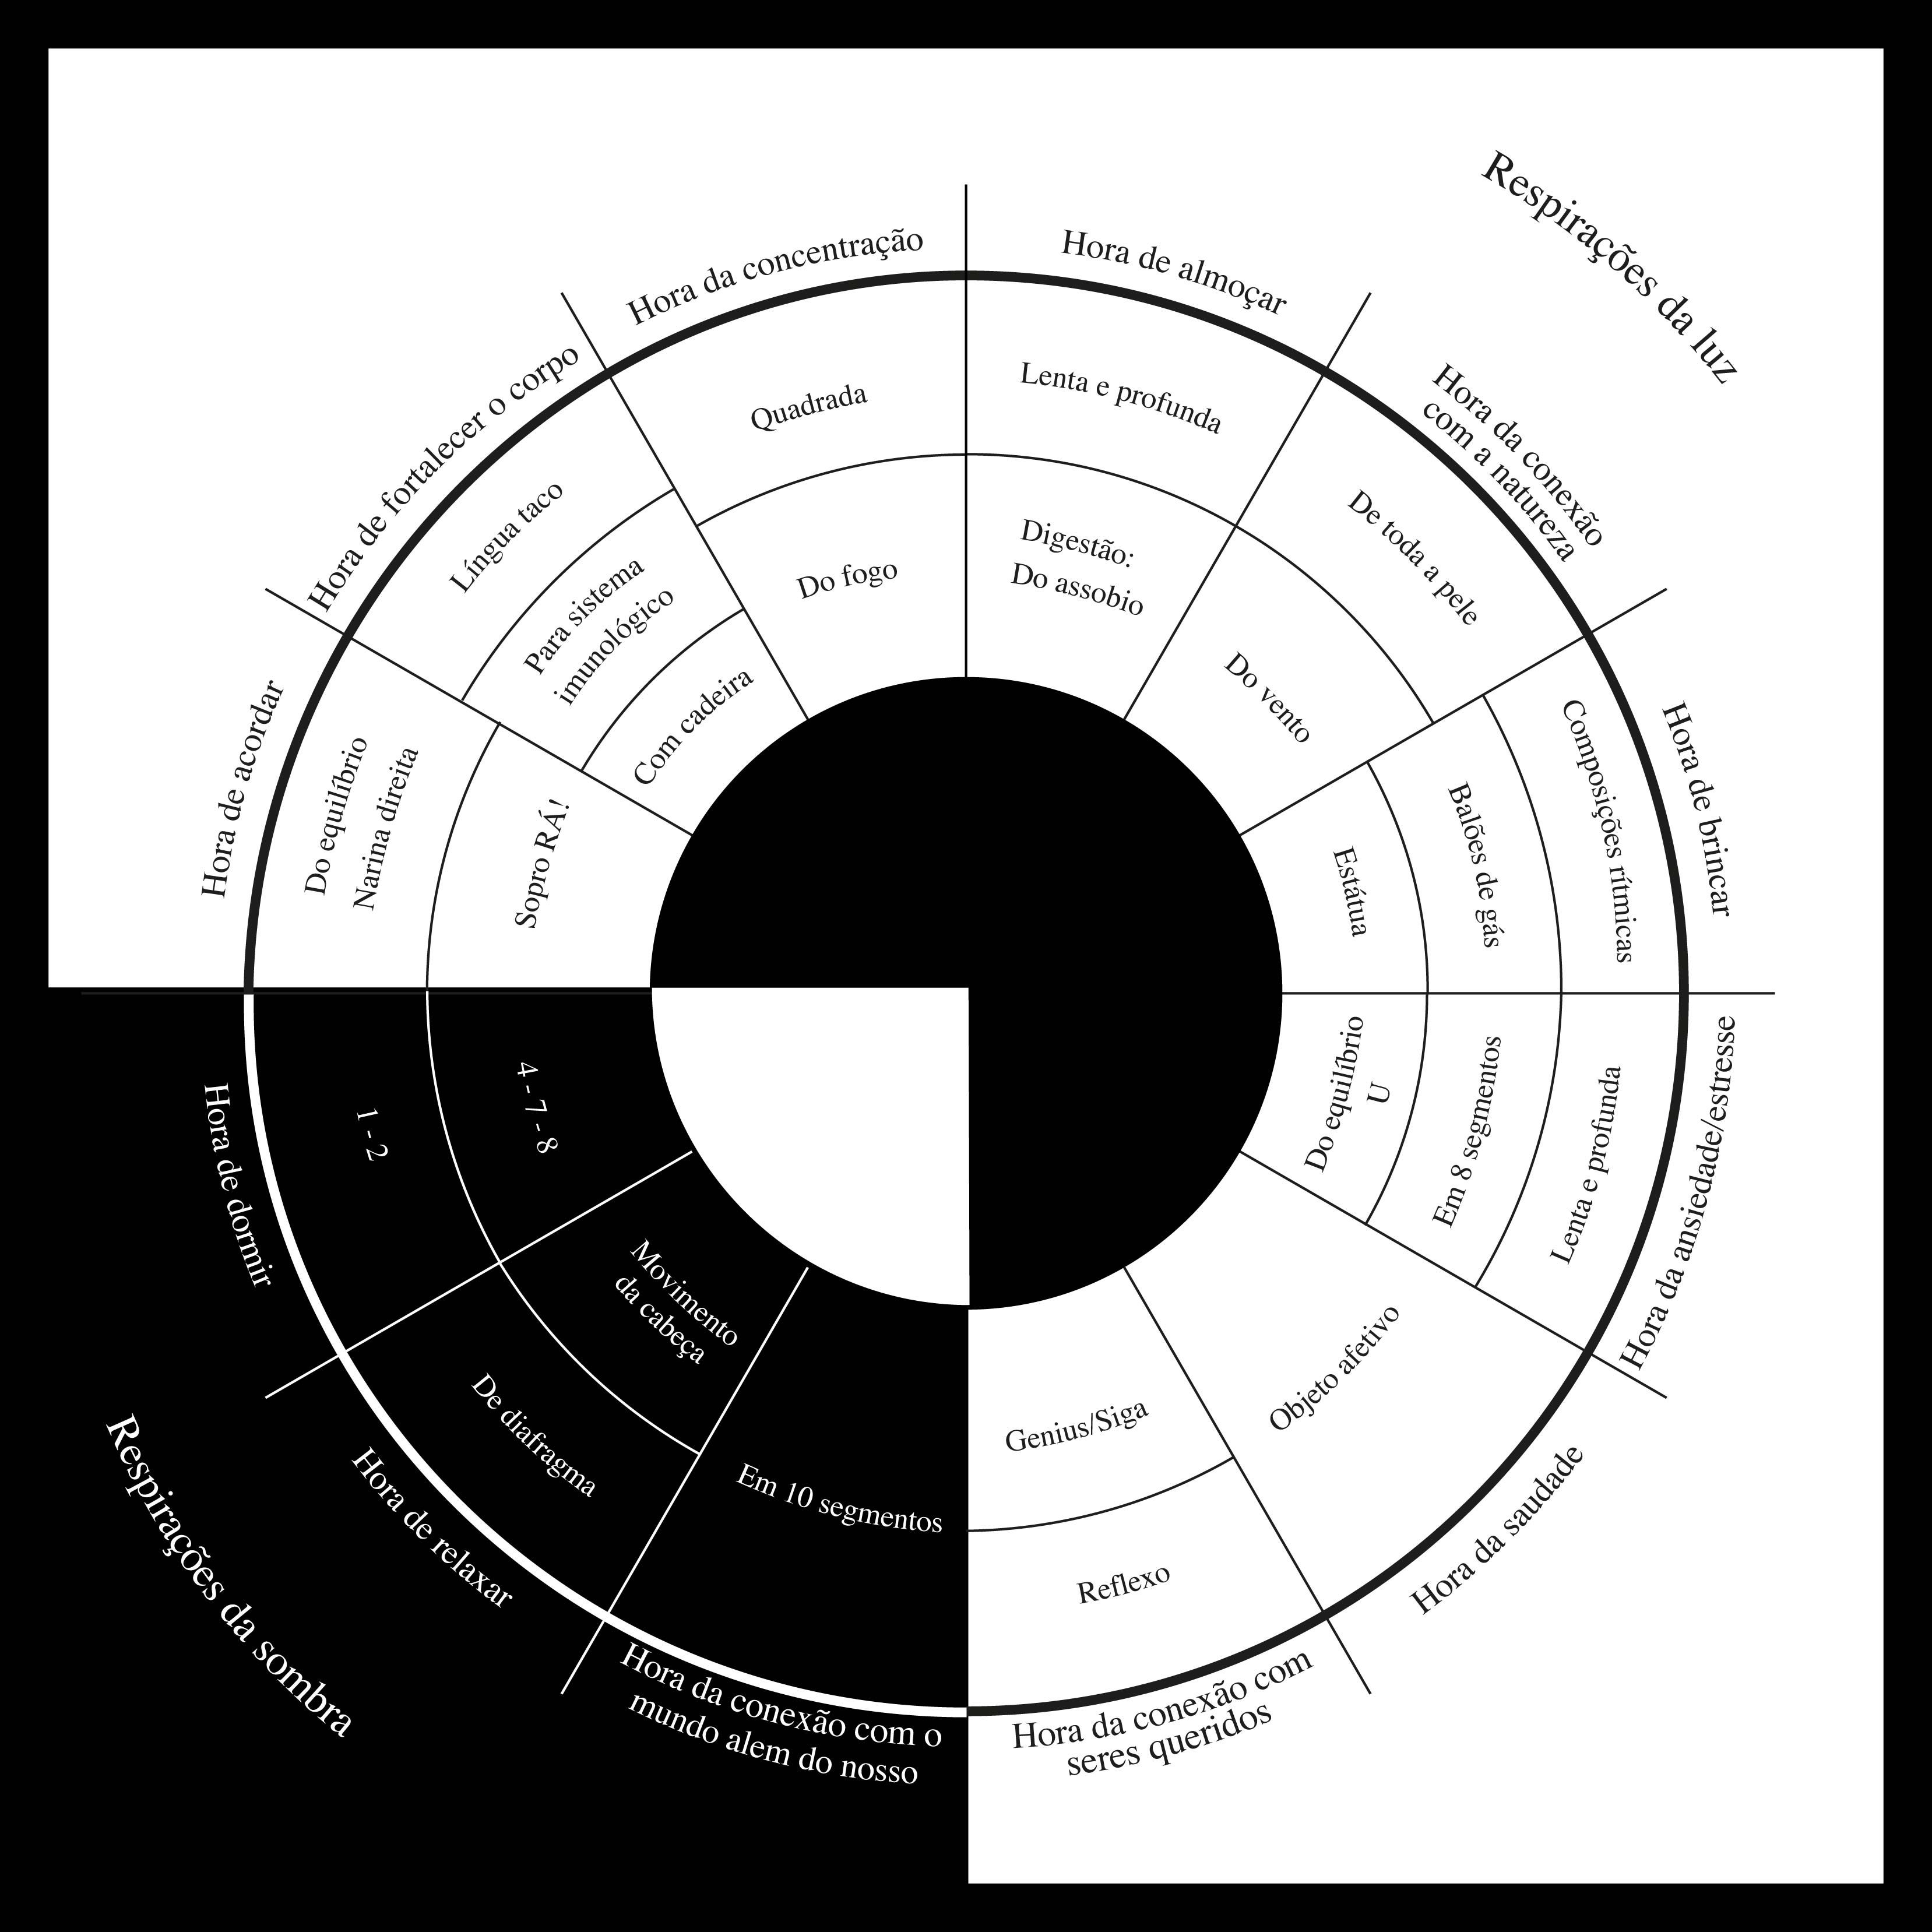 Respirações da luz
Hora de acordar
Do equilíbrio
Narina direita
Sopro RÁ!
Hora de fortalecer o corpo
Língua taco
Para sistema
imunológico
Com cadeira
Hora da concentração
Quadrada
Do fogo
Hora de almoçar
Lenta e profunda
Digestão:
Do assobio
Hora da conexão
com a natureza
De toda a pele
Do vento
Hora de brincar
Composições rítmicas
Balões de gás
Estátua
Hora da ansiedade/estresse
Lenta e profunda
Em 8 segmentos
Do equilíbrio
U
Hora da saudade
Objeto afetivo
Hora da conexão com
seres queridos
Genius/Siga
Reflexo
Hora da conexão com o
mundo alem do nosso
Em 10 segmentos
Hora de relaxar
De diafragma
Movimento
da cabeça
Hora de dormir
1 - 2
4 - 7 - 8
Respirações da sombra